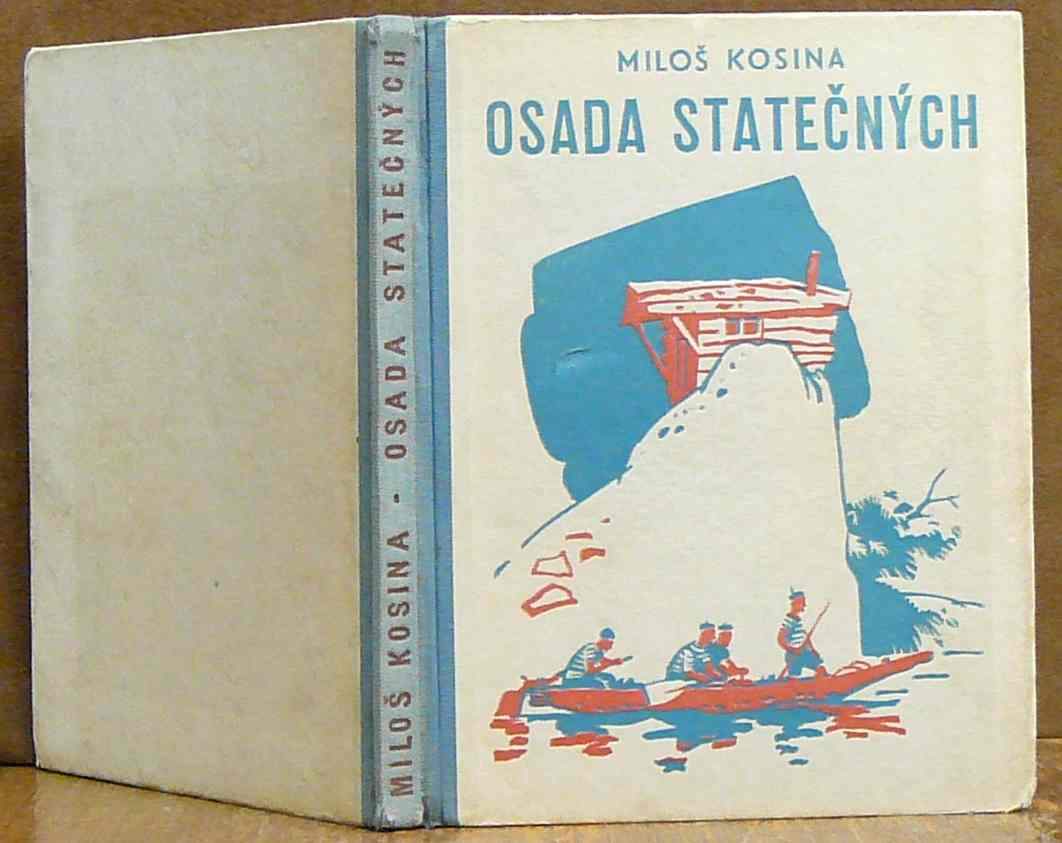 MILOŠ KOSINA - OSADA STATEČNÝCH
MILOŠ KOSINA
OSADA STATEČNÝCH